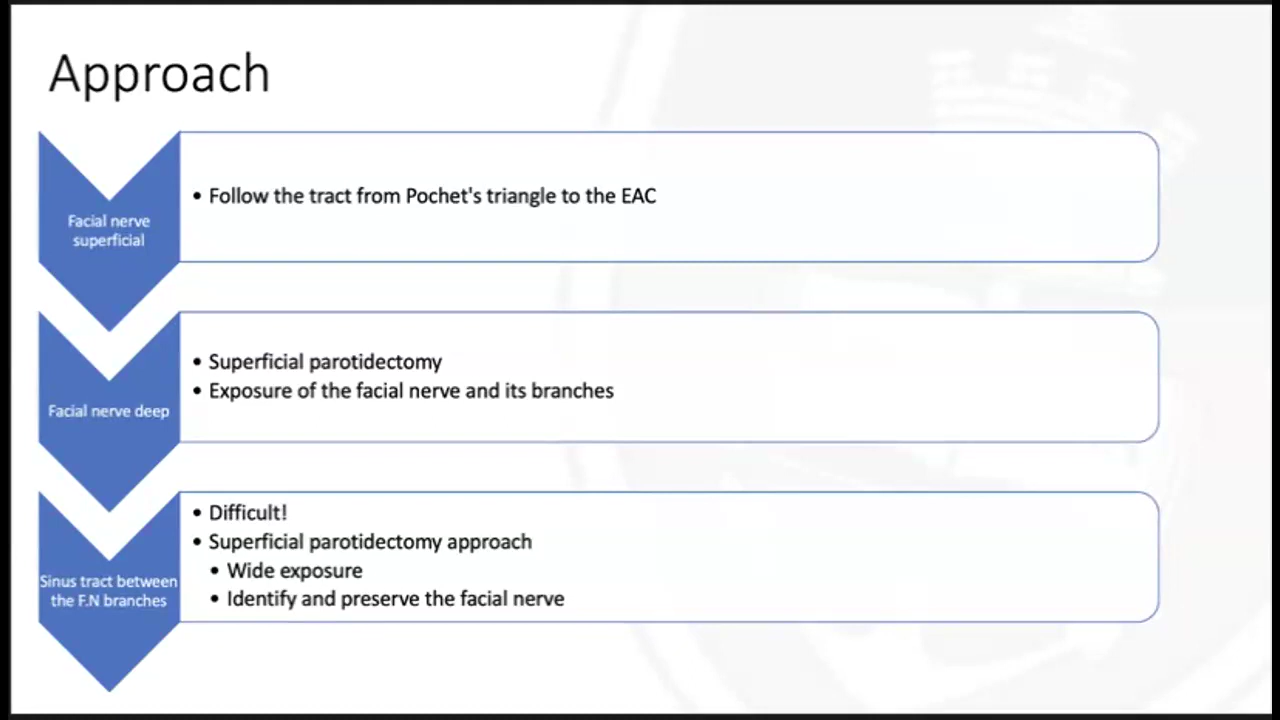 Approach
Facial nerve
superficial
• Follow the tract from Pochet's triangle to the EAC
Facial nerve deep
• Superficial parotidectomy
• Exposure of the facial nerve and its branches
Sinus tract between
the F.N branches
• Difficult!
• Superficial parotidectomy approach
• Wide exposure
• Identify and preserve the facial nerve